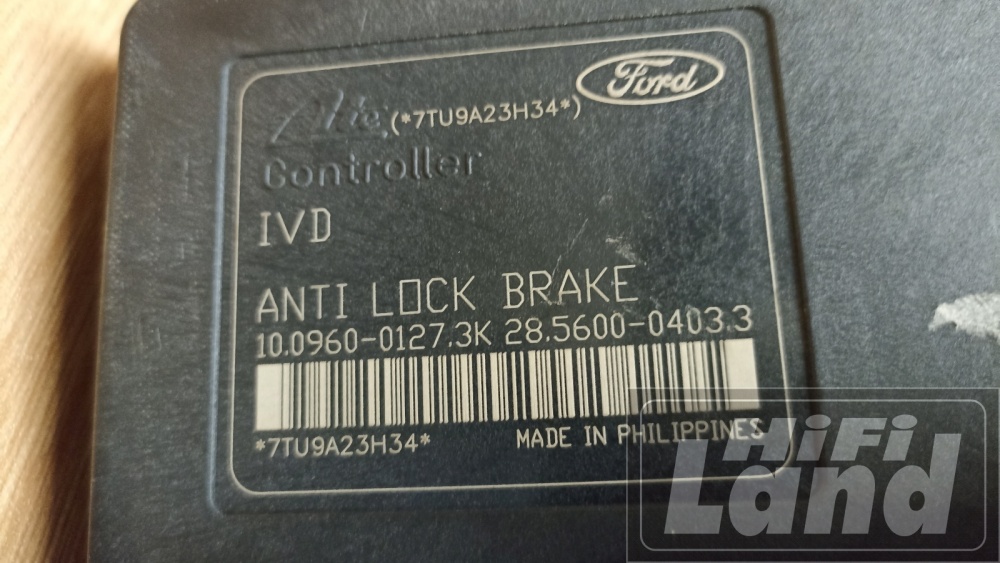 Ford
(*7TU9A23H34*)
Controller
IVD
ANTI LOCK BRAKE
10.0960-0127.3K 28.5600-0403.3
*7TU9A23H34* MADE IN PHILIPPINES
HiFi
Land